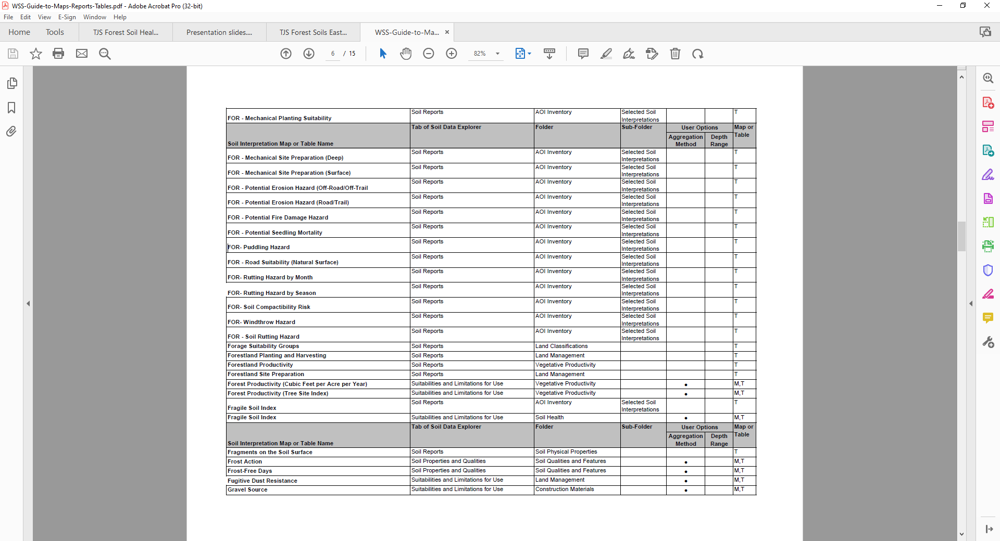 WSS-Guide-to-Maps-Reports-Tables.pdf - Adobe Acrobat Pro (32-bit)
File Edit View E-Sign Window Help
Home Tools TJS Forest Soil Heal... Presentation slides.... TJS Forest Soils East... WSS-Guide-to-Ma... ×
6 / 15 82%
FOR - Mechanical Planting Suitability Soil Reports AOI Inventory Selected Soil Interpretations T
Soil Interpretation Map or Table Name Tab of Soil Data Explorer Folder Sub-Folder User Options Aggregation Method Depth Range Map or Table
FOR - Mechanical Site Preparation (Deep) Soil Reports AOI Inventory Selected Soil Interpretations T
FOR - Mechanical Site Preparation (Surface) Soil Reports AOI Inventory Selected Soil Interpretations T
FOR - Potential Erosion Hazard (Off-Road/Off-Trail Soil Reports AOI Inventory Selected Soil Interpretations T
FOR - Potential Erosion Hazard (Road/Trail) Soil Reports AOI Inventory Selected Soil Interpretations T
FOR - Potential Fire Damage Hazard Soil Reports AOI Inventory Selected Soil Interpretations T
FOR - Potential Seedling Mortality Soil Reports AOI Inventory Selected Soil Interpretations T
FOR- Puddling Hazard Soil Reports AOI Inventory Selected Soil Interpretations T
FOR - Road Suitability (Natural Surface) Soil Reports AOI Inventory Selected Soil Interpretations T
FOR- Rutting Hazard by Month Soil Reports AOI Inventory Selected Soil Interpretations T
FOR- Rutting Hazard by Season Soil Reports AOI Inventory Selected Soil Interpretations T
FOR- Soil Compactibility Risk Soil Reports AOI Inventory Selected Soil Interpretations T
FOR- Windthrow Hazard Soil Reports AOI Inventory Selected Soil Interpretations T
FOR - Soil Rutting Hazard Soil Reports AOI Inventory Selected Soil Interpretations T
Forage Suitability Groups Soil Reports Land Classifications T
Forestland Planting and Harvesting Soil Reports Land Management T
Forestland Productivity Soil Reports Vegetative Productivity T
Forestland Site Preparation Soil Reports Land Management T
Forest Productivity (Cubic Feet per Acre per Year) Suitabilities and Limitations for Use Vegetative Productivity • M,T
Forest Productivity (Tree Site Index) Suitabilities and Limitations for Use Vegetative Productivity • M,T
Fragile Soil Index Soil Reports AOI Inventory Selected Soil Interpretations T
Fragile Soil Index Suitabilities and Limitations for Use Soil Health • M,T
Soil Interpretation Map or Table Name Tab of Soil Data Explorer Folder Sub-Folder User Options Aggregation Method Depth Range Map or Table
Fragments on the Soil Surface Soil Reports Soil Physical Properties T
Frost Action Soil Properties and Qualities Soil Qualities and Features • M,T
Frost-Free Days Soil Properties and Qualities Soil Qualities and Features • M,T
Fugitive Dust Resistance Suitabilities and Limitations for Use Land Management • M,T
Gravel Source Suitabilities and Limitations for Use Construction Materials • M,T